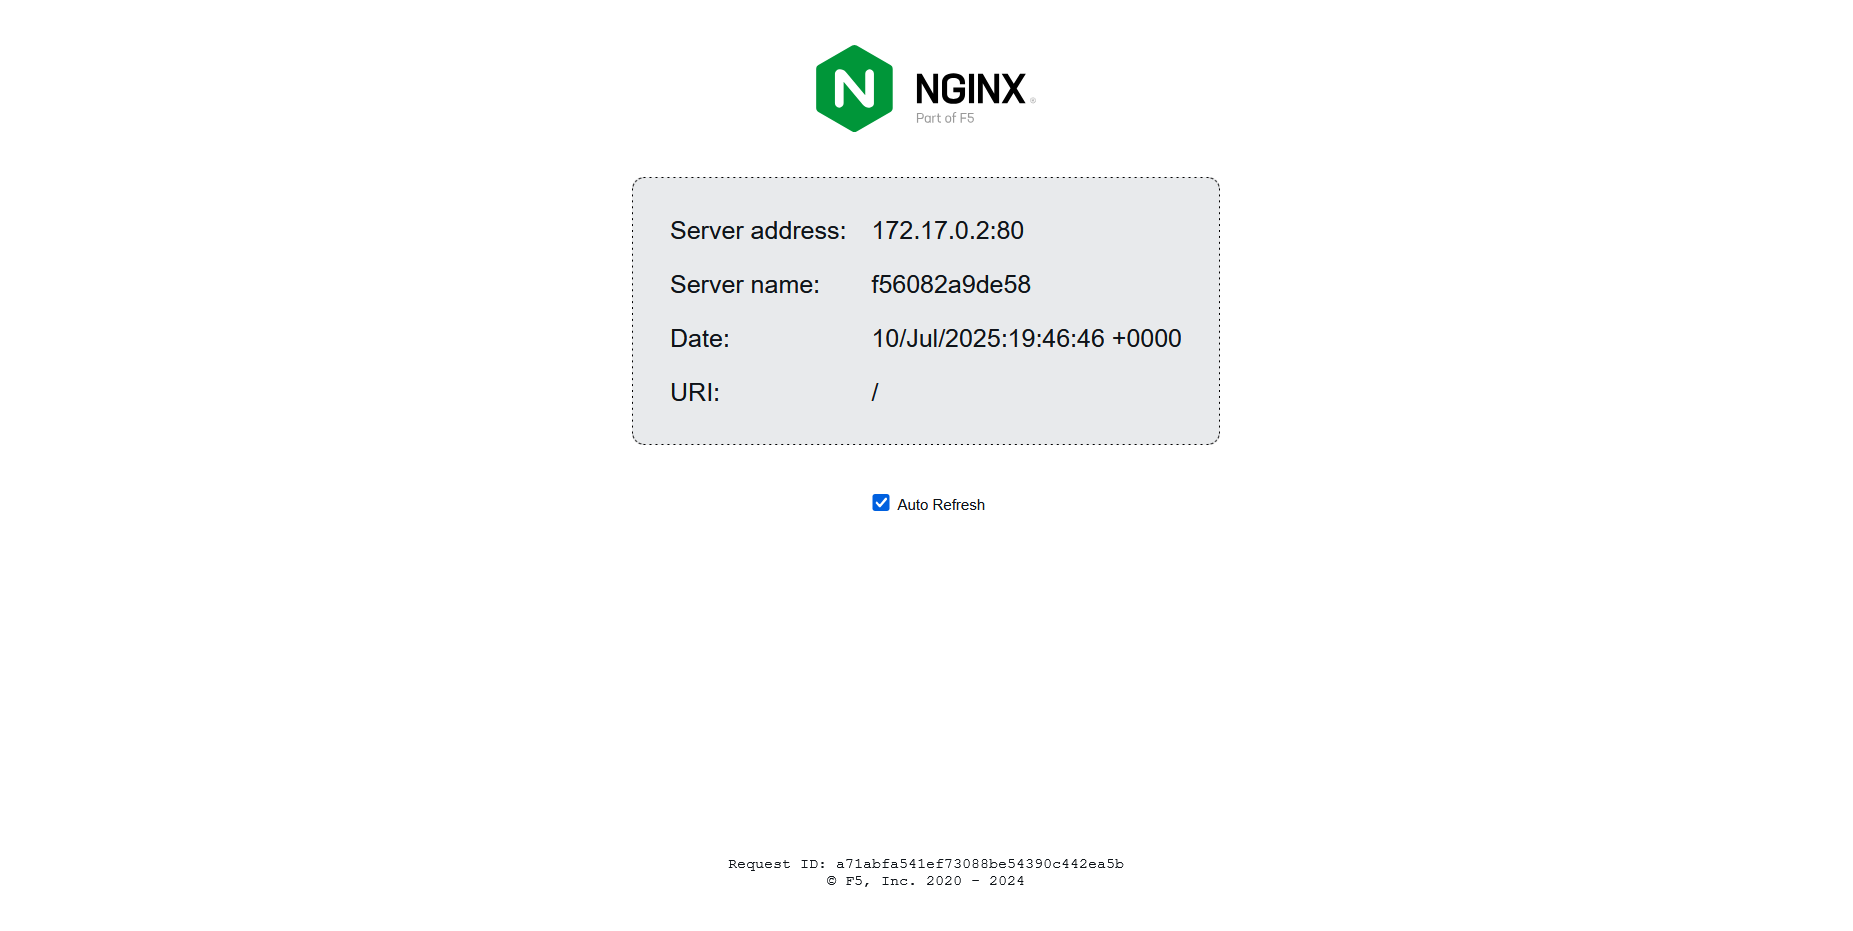 N NGINX ®
Part of F5
Server address: 172.17.0.2:80
Server name: f56082a9de58
Date: 10/Jul/2025:19:46:46 +0000
URI: /
Auto Refresh
Request ID: a71abfa541ef73088be54390c442ea5b
© F5, Inc. 2020 - 2024